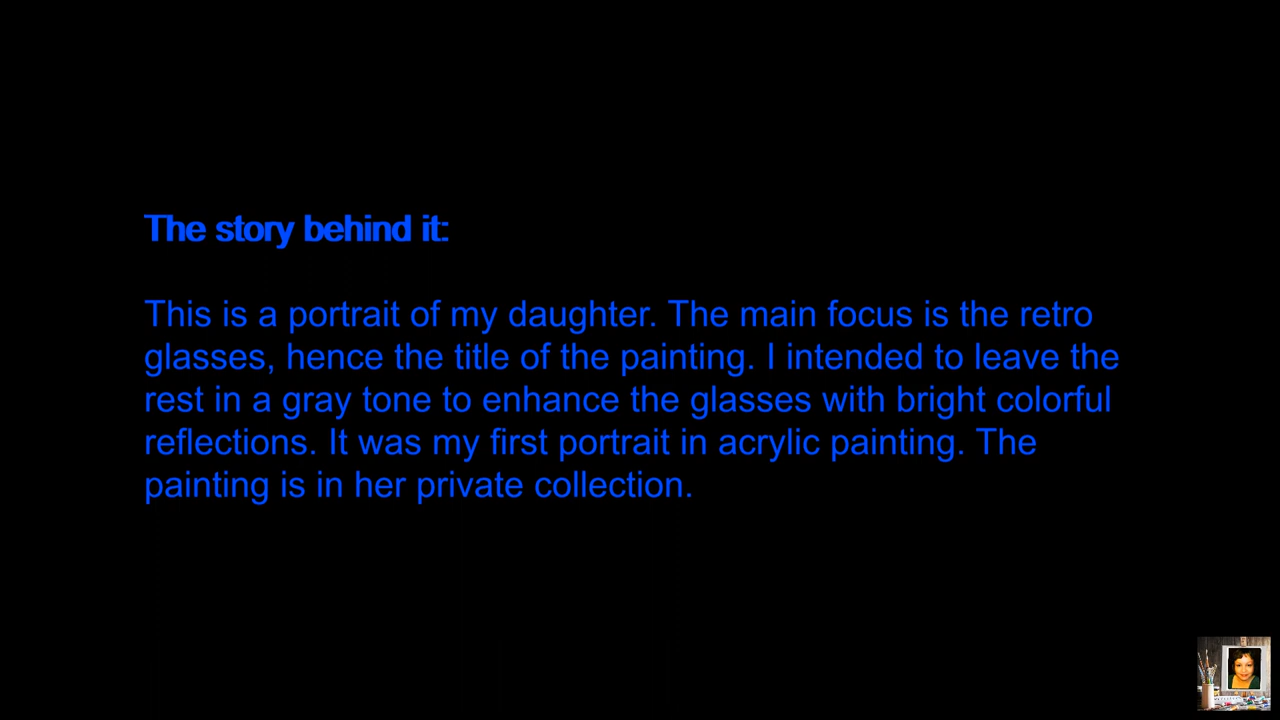 The story behind it:
This is a portrait of my daughter. The main focus is the retro
glasses, hence the title of the painting. I intended to leave the
rest in a gray tone to enhance the glasses with bright colorful
reflections. It was my first portrait in acrylic painting. The
painting is in her private collection.